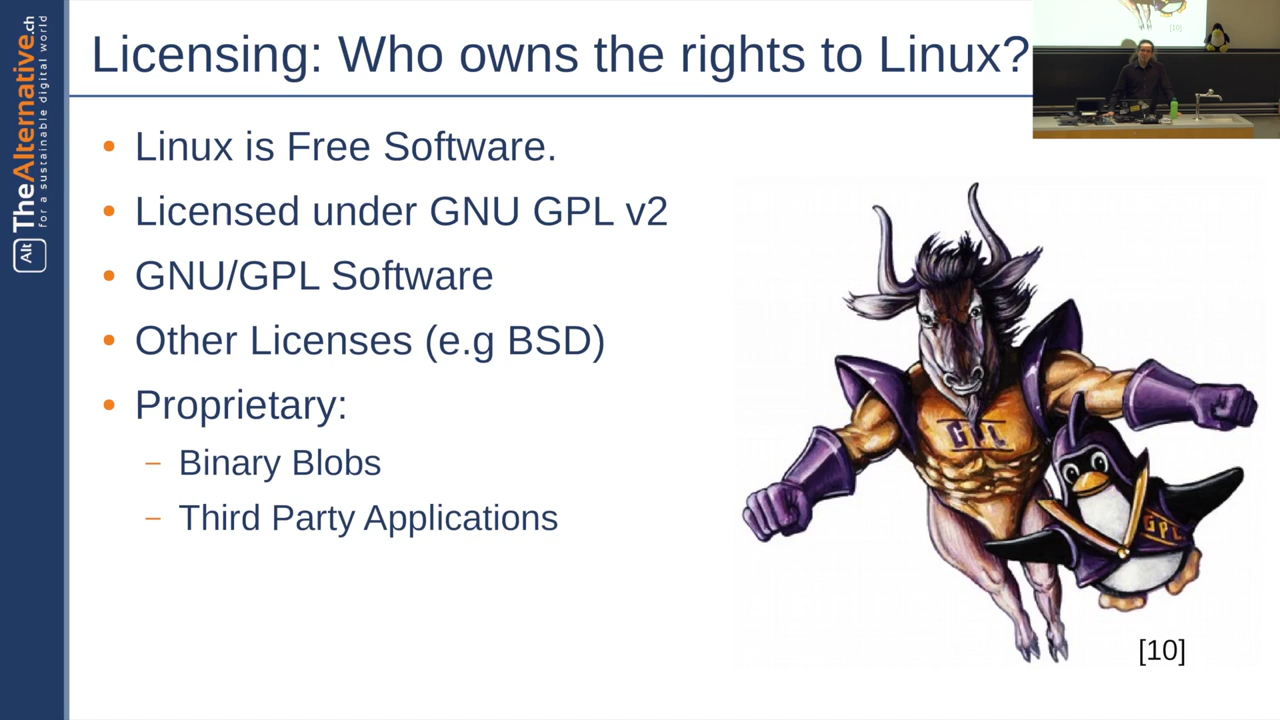 Licensing: Who owns the rights to Linux?
Linux is Free Software.
Licensed under GNU GPL v2
GNU/GPL Software
Other Licenses (e.g BSD)
Proprietary:
Binary Blobs
Third Party Applications
GPL
GPL
[10]
[10]
Alt
TheAlternative.ch
for a sustainable digital world